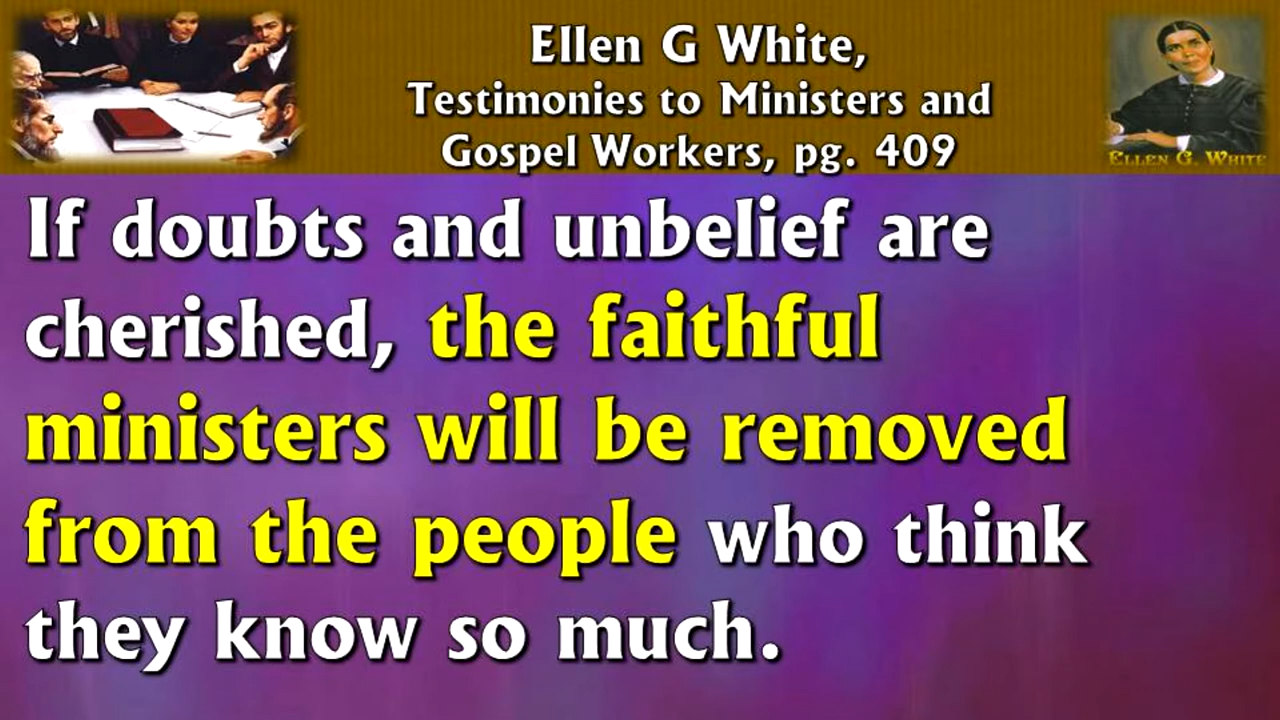 Ellen G White,
Testimonies to Ministers and
Gospel Workers, pg. 409
ELLEN G. WHITE
If doubts and unbelief are
cherished, the faithful
ministers will be removed
from the people who think
they know so much.